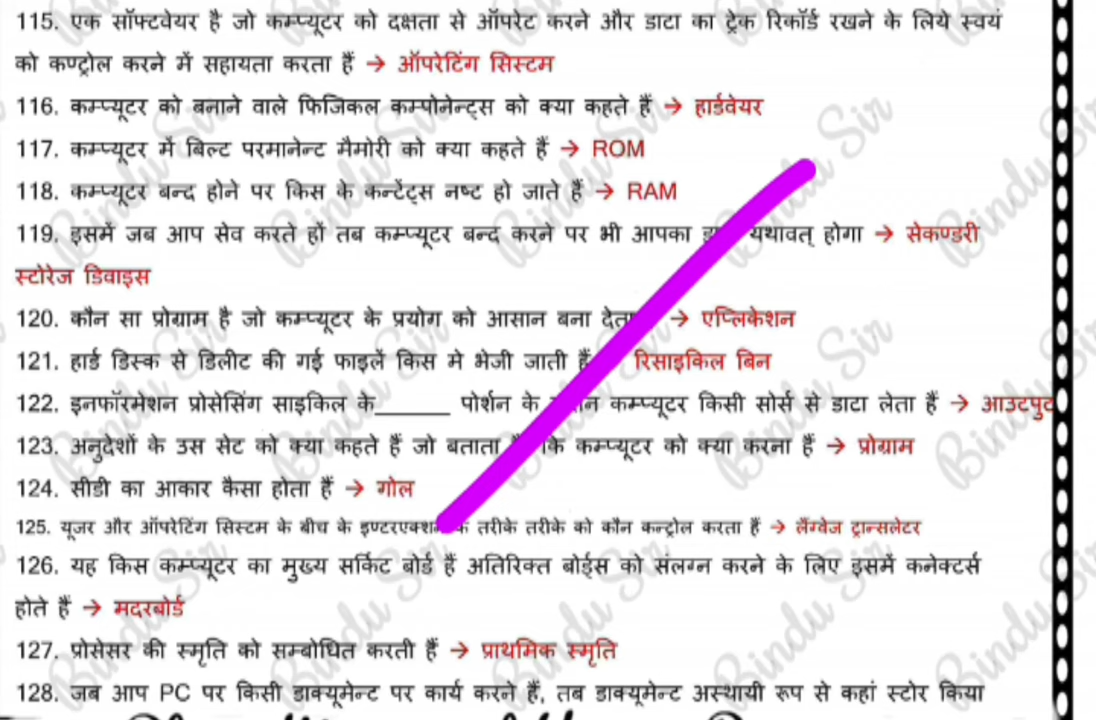 115. एक सॉफ्टवेयर है जो कम्प्यूटर को दक्षता से ऑपरेट करने और डाटा का ट्रेक रिकॉर्ड रखने के लिये स्वयं
को कण्ट्रोल करने में सहायता करता हैं → ऑपरेटिंग सिस्टम
116. कम्प्यूटर को बनाने वाले फिजिकल कम्पोनेन्ट्स को क्या कहते हैं → हार्डवेयर
117. कम्प्यूटर में बिल्ट परमानेन्ट मैमोरी को क्या कहते हैं → ROM
118. कम्प्यूटर बन्द होने पर किस के कन्टेंट्स नष्ट हो जाते हैं → RAM
119. इसमें जब आप सेव करते हों तब कम्प्यूटर बन्द करने पर भी आपका यथावत् होगा → सेकण्डरी
स्टोरेज डिवाइस
120. कौन सा प्रोग्राम है जो कम्प्यूटर के प्रयोग को आसान बना देता → एप्लिकेशन
121. हार्ड डिस्क से डिलीट की गई फाइलें किस मे भेजी जाती हैं रिसाइकिल बिन
122. इनफॉरमेशन प्रोसेसिंग साइकिल के______ पोर्शन के कम्प्यूटर किसी सोर्स से डाटा लेता हैं → आउटपुट
123. अनुदेशों के उस सेट को क्या कहते हैं जो बताता कि कम्प्यूटर को क्या करना हैं → प्रोग्राम
124. सीडी का आकार कैसा होता हैं → गोल
125. यूजर और ऑपरेटिंग सिस्टम के बीच के इण्टरएक्शन के तरीके तरीके को कौन कन्ट्रोल करता हैं → लैंग्वेज ट्रान्सलेटर
126. यह किस कम्प्यूटर का मुख्य सर्किट बोर्ड हैं अतिरिक्त बोर्ड्स को संलग्न करने के लिए इसमें कनेक्टर्स
होते हैं → मदरबोर्ड
127. प्रोसेसर की स्मृति को सम्बोधित करती हैं → प्राथमिक स्मृति
128. जब आप PC पर किसी डाक्यूमेन्ट पर कार्य करने हैं, तब डाक्यूमेन्ट अस्थायी रूप से कहां स्टोर किया